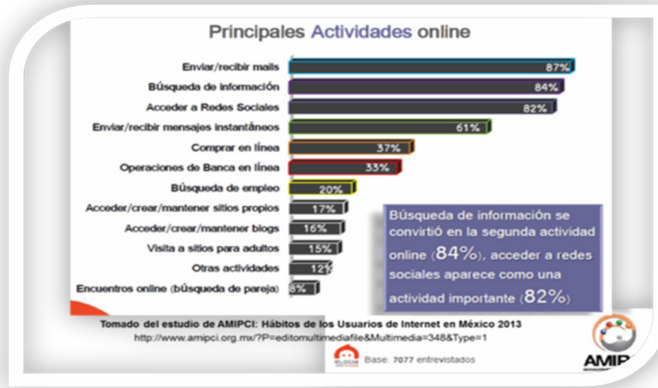 Principales Actividades online
Enviar/recibir mails 87%
Búsqueda de información 84%
Acceder a Redes Sociales 82%
Enviar/recibir mensajes instantáneos 61%
Comprar en línea 37%
Operaciones de Banca en línea 33%
Búsqueda de empleo 20%
Acceder/crear/mantener sitios propios 17%
Acceder/crear/mantener blogs 16%
Visita a sitios para adultos 15%
Otras actividades 12%
Encuentros online (búsqueda de pareja) 8%
Búsqueda de información se
convirtió en la segunda actividad
online (84%), acceder a redes
sociales aparece como una
actividad importante (82%)
Tomado del estudio de AMIPCI: Hábitos de los Usuarios de Internet en México 2013
http://www.amipci.org.mx/?P=editomultimediafile&Multimedia=348&Type=1
Base: 7077 entrevistados
AMIP